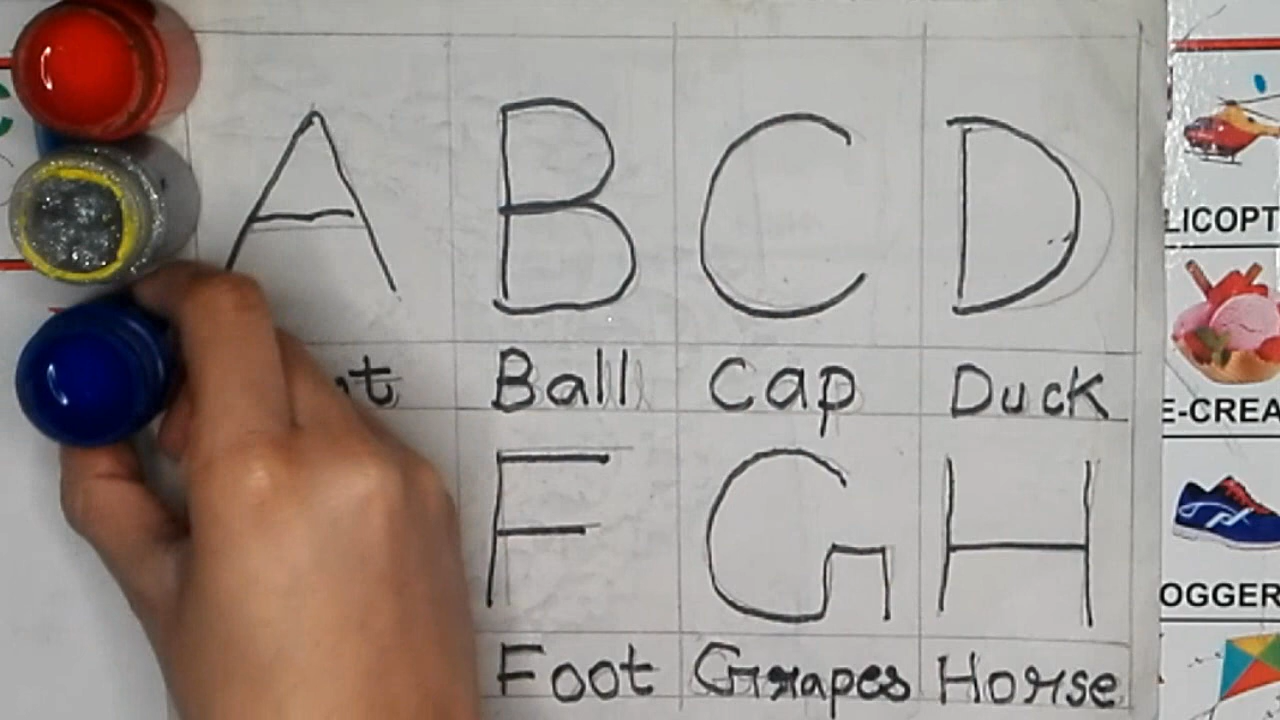 A B C D
Ball Cap Duck
F G H
Foot Grapes Horse
LICOPT
E-CREA
OGGER